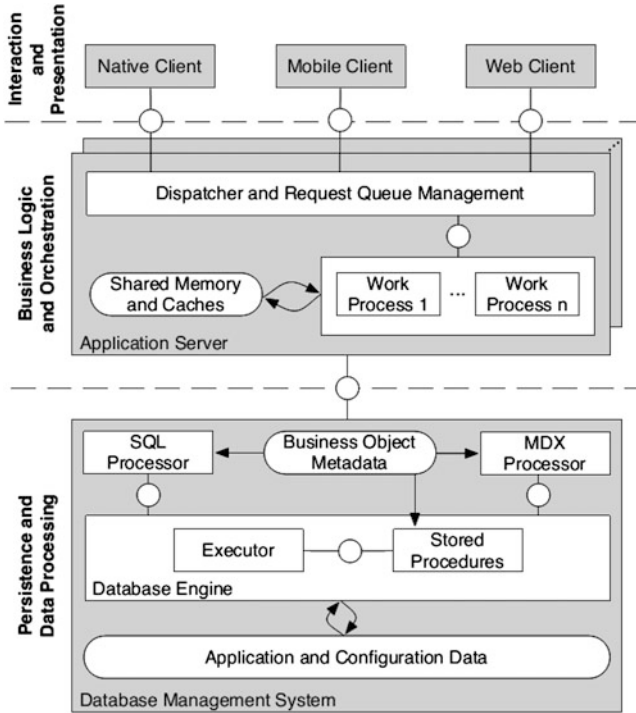 Interaction
and
Presentation
Native Client
Mobile Client
Web Client
Business Logic
and Orchestration
Dispatcher and Request Queue Management
Shared Memory
and Caches
Work
Process 1
...
Work
Process n
Application Server
Persistence and
Data Processing
SQL
Processor
Business Object
Metadata
MDX
Processor
Executor
Stored
Procedures
Database Engine
Application and Configuration Data
Database Management System